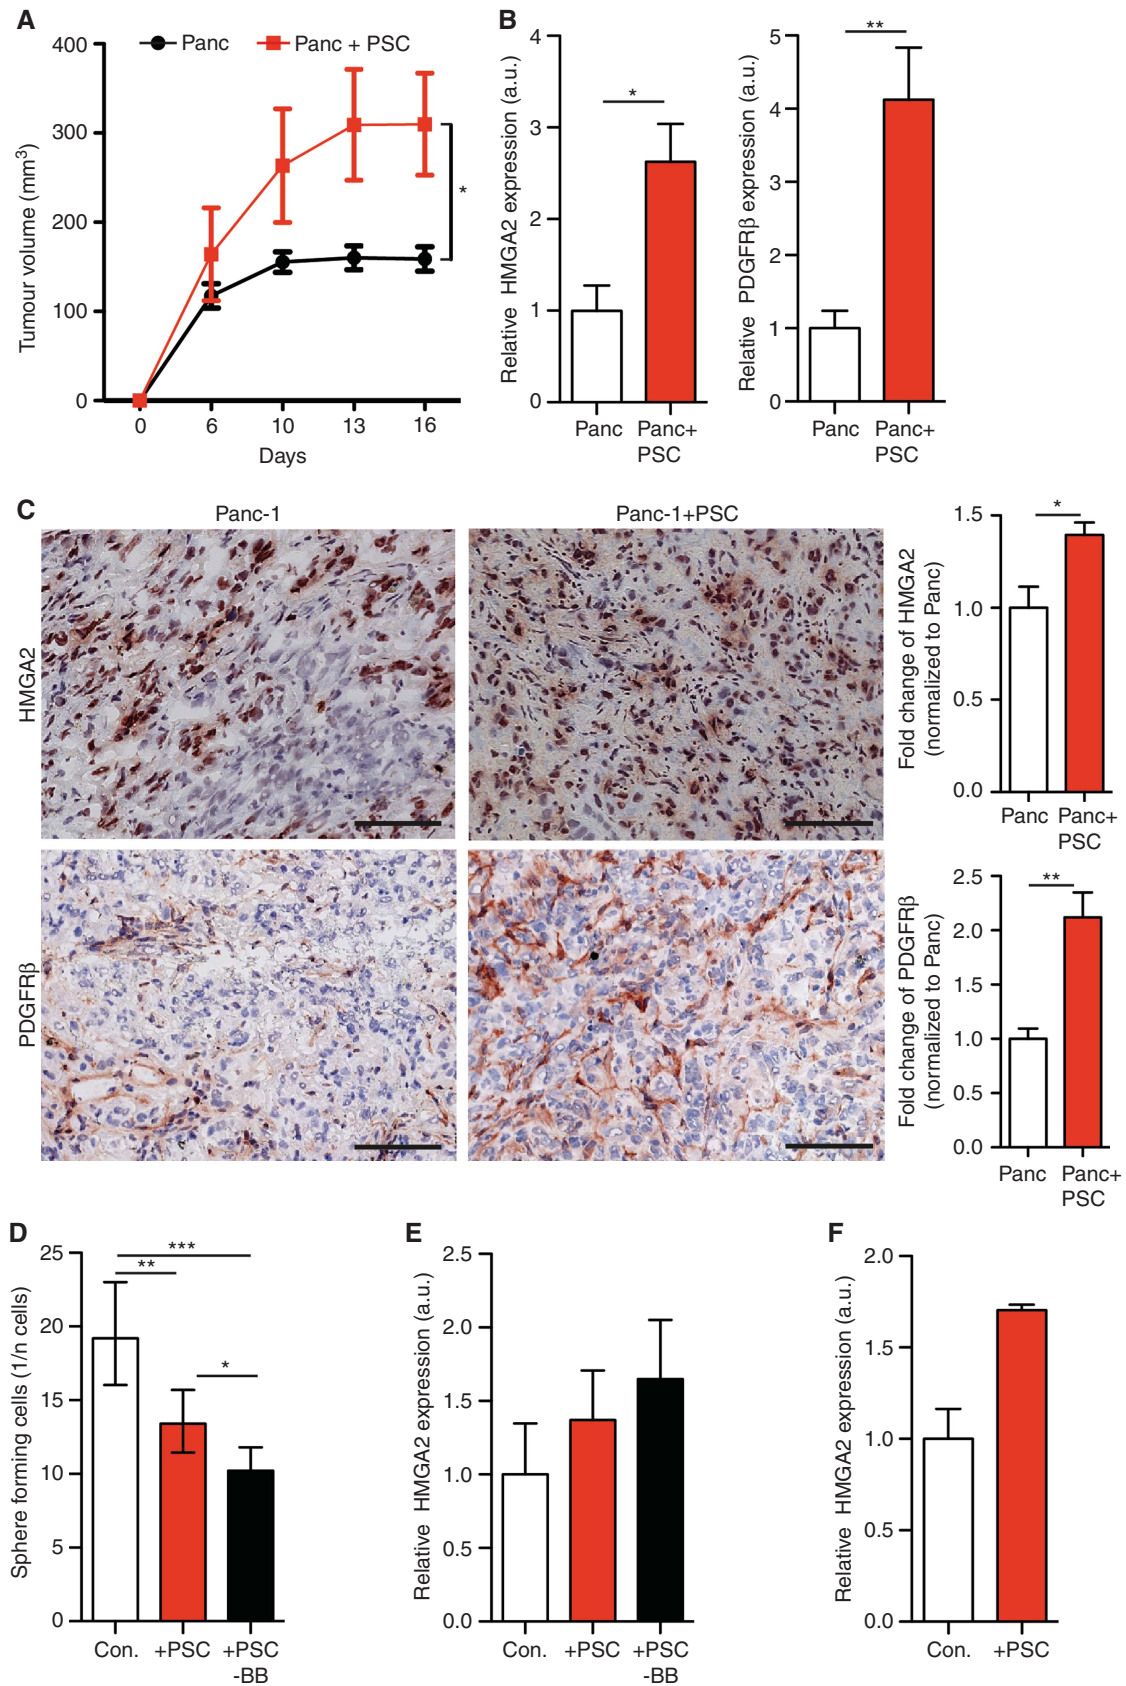 A
Panc
Panc + PSC
Tumour volume (mm³)
400
300
200
100
0
*
0 6 10 13 16
Days
B
Relative HMGA2 expression (a.u.)
4
3
2
1
0
*
Panc Panc+
PSC
Relative PDGFRβ expression (a.u.)
5
4
3
2
1
0
**
Panc Panc+
PSC
C
Panc-1
Panc-1+PSC
HMGA2
PDGFRβ
Fold change of HMGA2
(normalized to Panc)
1.5
1.0
0.5
0.0
*
Panc Panc+
PSC
Fold change of PDGFRβ
(normalized to Panc)
2.5
2.0
1.5
1.0
0.5
0.0
**
Panc Panc+
PSC
D
Sphere forming cells (1/n cells)
25
20
15
10
5
0
***
**
*
Con. +PSC +PSC
-BB
E
Relative HMGA2 expression (a.u.)
2.5
2.0
1.5
1.0
0.5
0.0
Con. +PSC +PSC
-BB
F
Relative HMGA2 expression (a.u.)
2.0
1.5
1.0
0.5
0.0
Con. +PSC